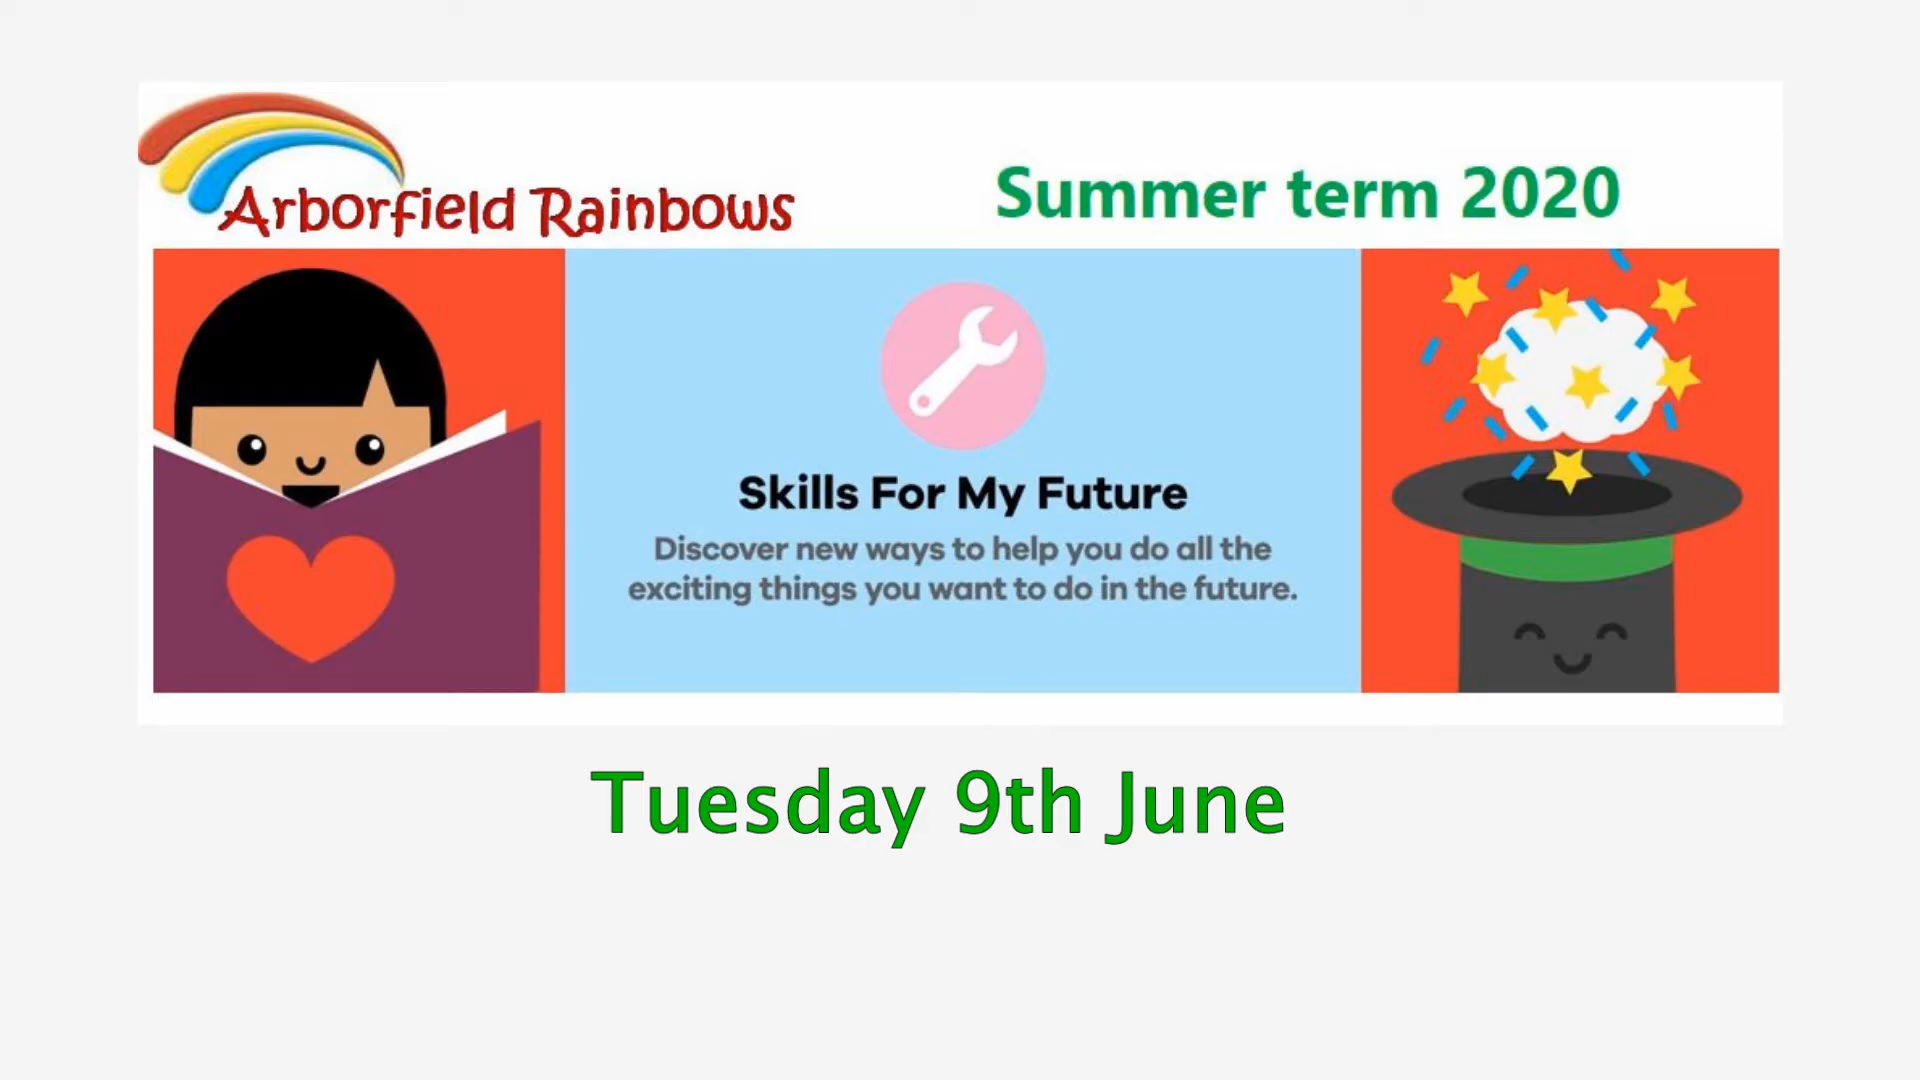 Arborfield Rainbows
Summer term 2020
Skills For My Future
Discover new ways to help you do all the
exciting things you want to do in the future.
Tuesday 9th June